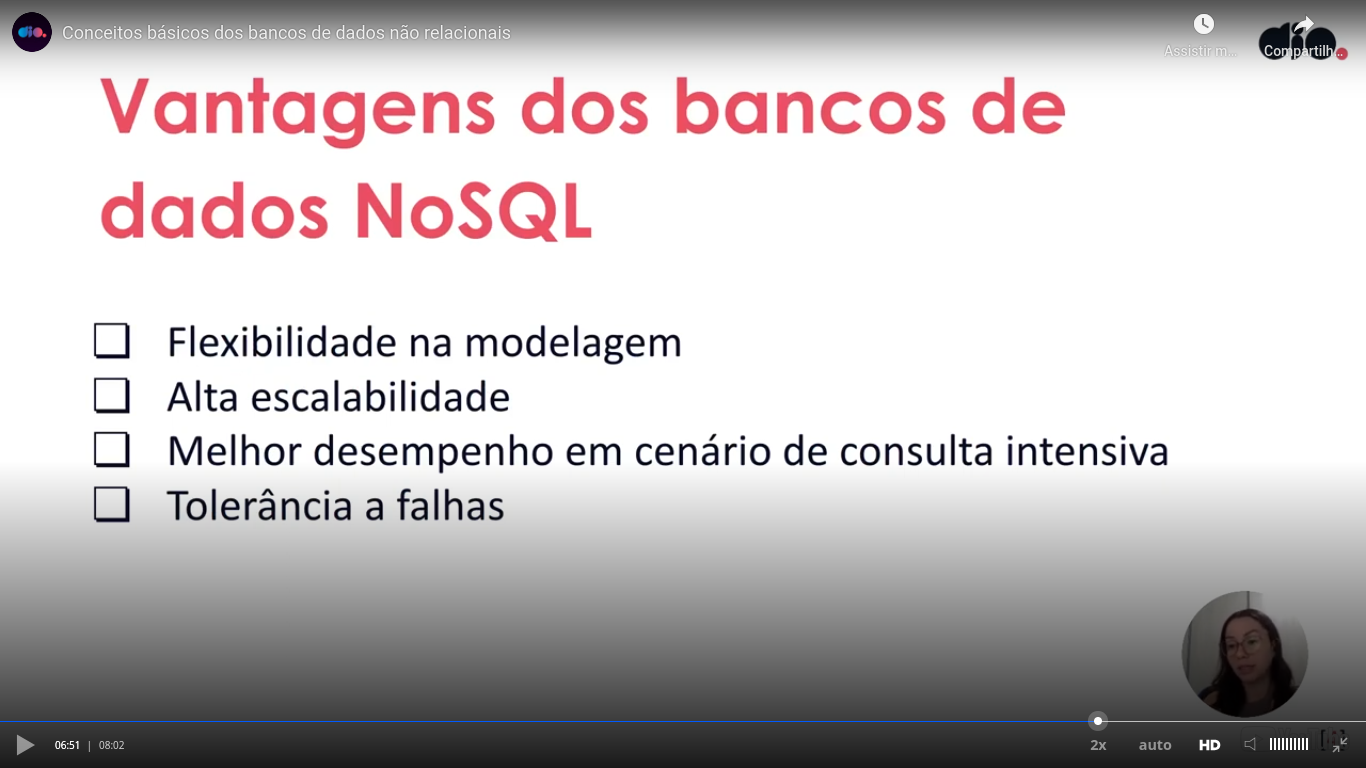 dio.
Conceitos básicos dos bancos de dados não relacionais
Assistir m...
Compartilh...
Vantagens dos bancos de
dados NoSQL
Flexibilidade na modelagem
Alta escalabilidade
Melhor desempenho em cenário de consulta intensiva
Tolerância a falhas
06:51 | 08:02
2x
auto
HD